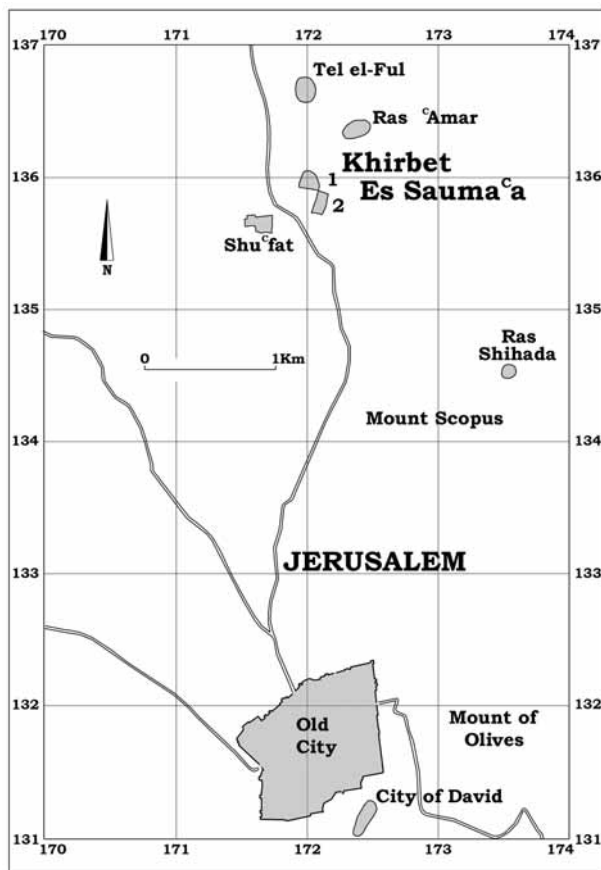 170 171 172 173 174
137 137
Tel el-Ful
Ras ᶜAmar
Khirbet
136 1 136
Es Saumaᶜa
2
Shuᶜfat
N
135 135
0 1Km
Ras
Shihada
Mount Scopus
134 134
JERUSALEM
133 133
132 132
Old
City
Mount of
Olives
City of David
131 131
170 171 172 173 174